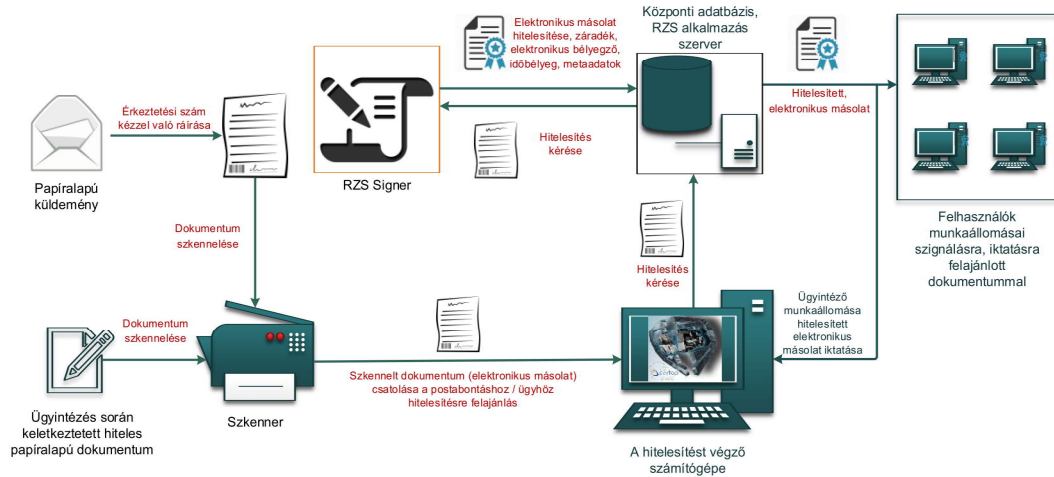 Elektronikus másolat
hitelesítése, záradék,
elektronikus bélyegző,
időbélyeg, metaadatok
Központi adatbázis,
RZS alkalmazás
szerver
Érkeztetési szám
kézzel való ráírása
Hitelesített,
elektronikus másolat
Hitelesítés
kérése
Papíralapú
küldemény
RZS Signer
Dokumentum
szkennelése
Hitelesítés
kérése
Felhasználók
munkaállomásai
szignálásra, iktatásra
felajánlott
dokumentummal
Dokumentum
szkennelése
Ügyintéző
munkaállomása
hitelesített
elektronikus
másolat iktatása
Szkennelt dokumentum (elektronikus másolat)
csatolása a postabontáshoz / ügyhöz
hitelesítésre felajánlás
Ügyintézés során
keletkeztetett hiteles
papíralapú dokumentum
Szkenner
A hitelesítést végző
számítógépe